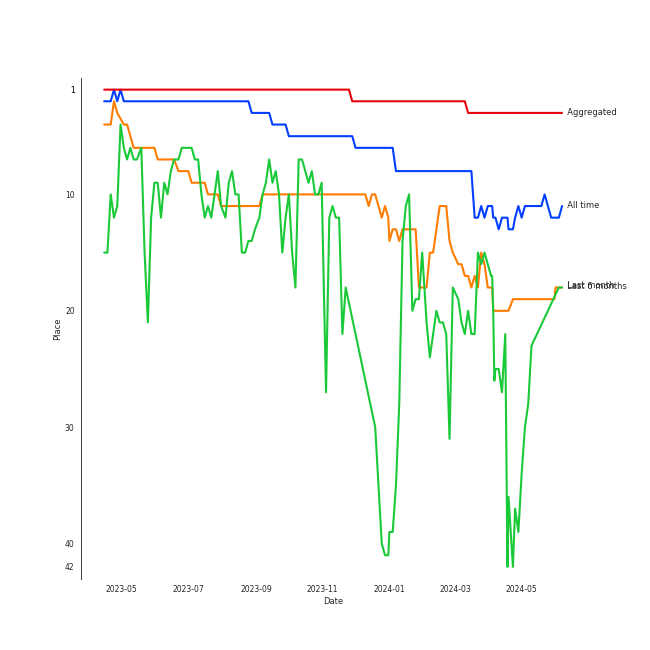 1
10
20
30
40
42
Place
2023-05
2023-07
2023-09
2023-11
2024-01
2024-03
2024-05
Date
Aggregated
All time
Last month
Last 6 months